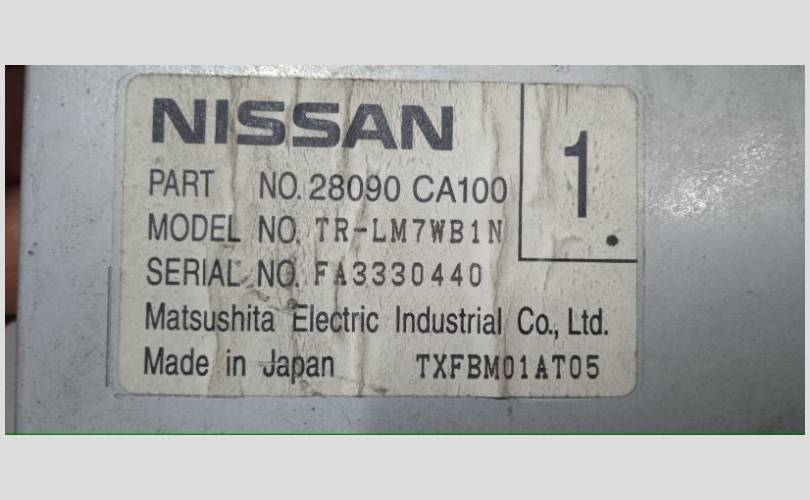 NISSAN
1.
PART NO. 28090 CA100
MODEL NO. TR-LM7WB1N
SERIAL NO. FA3330440
Matsushita Electric Industrial Co., Ltd.
Made in Japan TXFBM01AT05